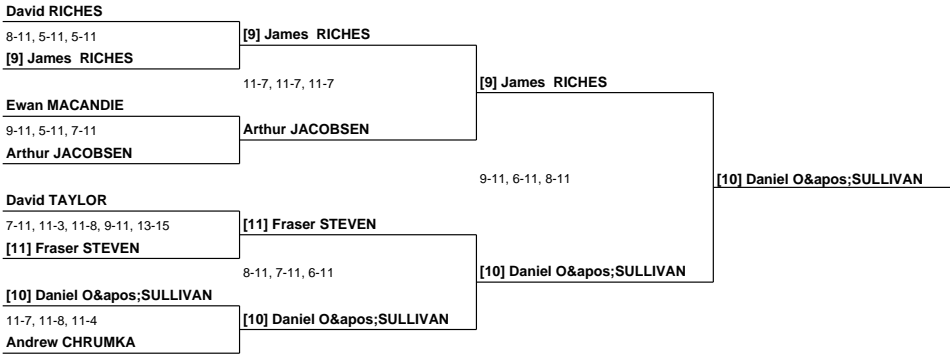 David RICHES
8-11, 5-11, 5-11
[9] James  RICHES
[9] James  RICHES
11-7, 11-7, 11-7
[9] James  RICHES
Ewan MACANDIE
9-11, 5-11, 7-11
Arthur JACOBSEN
Arthur JACOBSEN
9-11, 6-11, 8-11
[10] Daniel O&apos;SULLIVAN
David TAYLOR
7-11, 11-3, 11-8, 9-11, 13-15
[11] Fraser STEVEN
[11] Fraser STEVEN
8-11, 7-11, 6-11
[10] Daniel O&apos;SULLIVAN
[10] Daniel O&apos;SULLIVAN
11-7, 11-8, 11-4
[10] Daniel O&apos;SULLIVAN
Andrew CHRUMKA